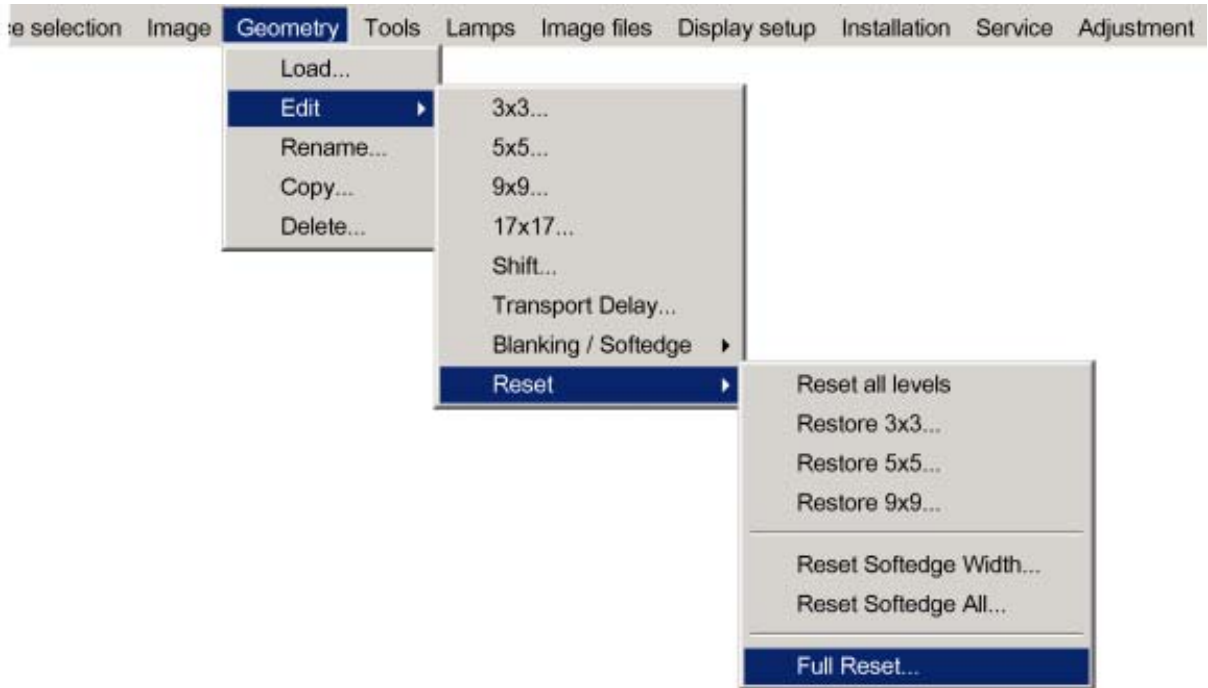 e selection Image Geometry Tools Lamps Image files Display setup Installation Service Adjustment
Load...
Edit
Rename...
Copy...
Delete...
3x3...
5x5...
9x9...
17x17...
Shift...
Transport Delay...
Blanking / Softedge
Reset
Reset all levels
Restore 3x3...
Restore 5x5...
Restore 9x9...
Reset Softedge Width...
Reset Softedge All...
Full Reset...